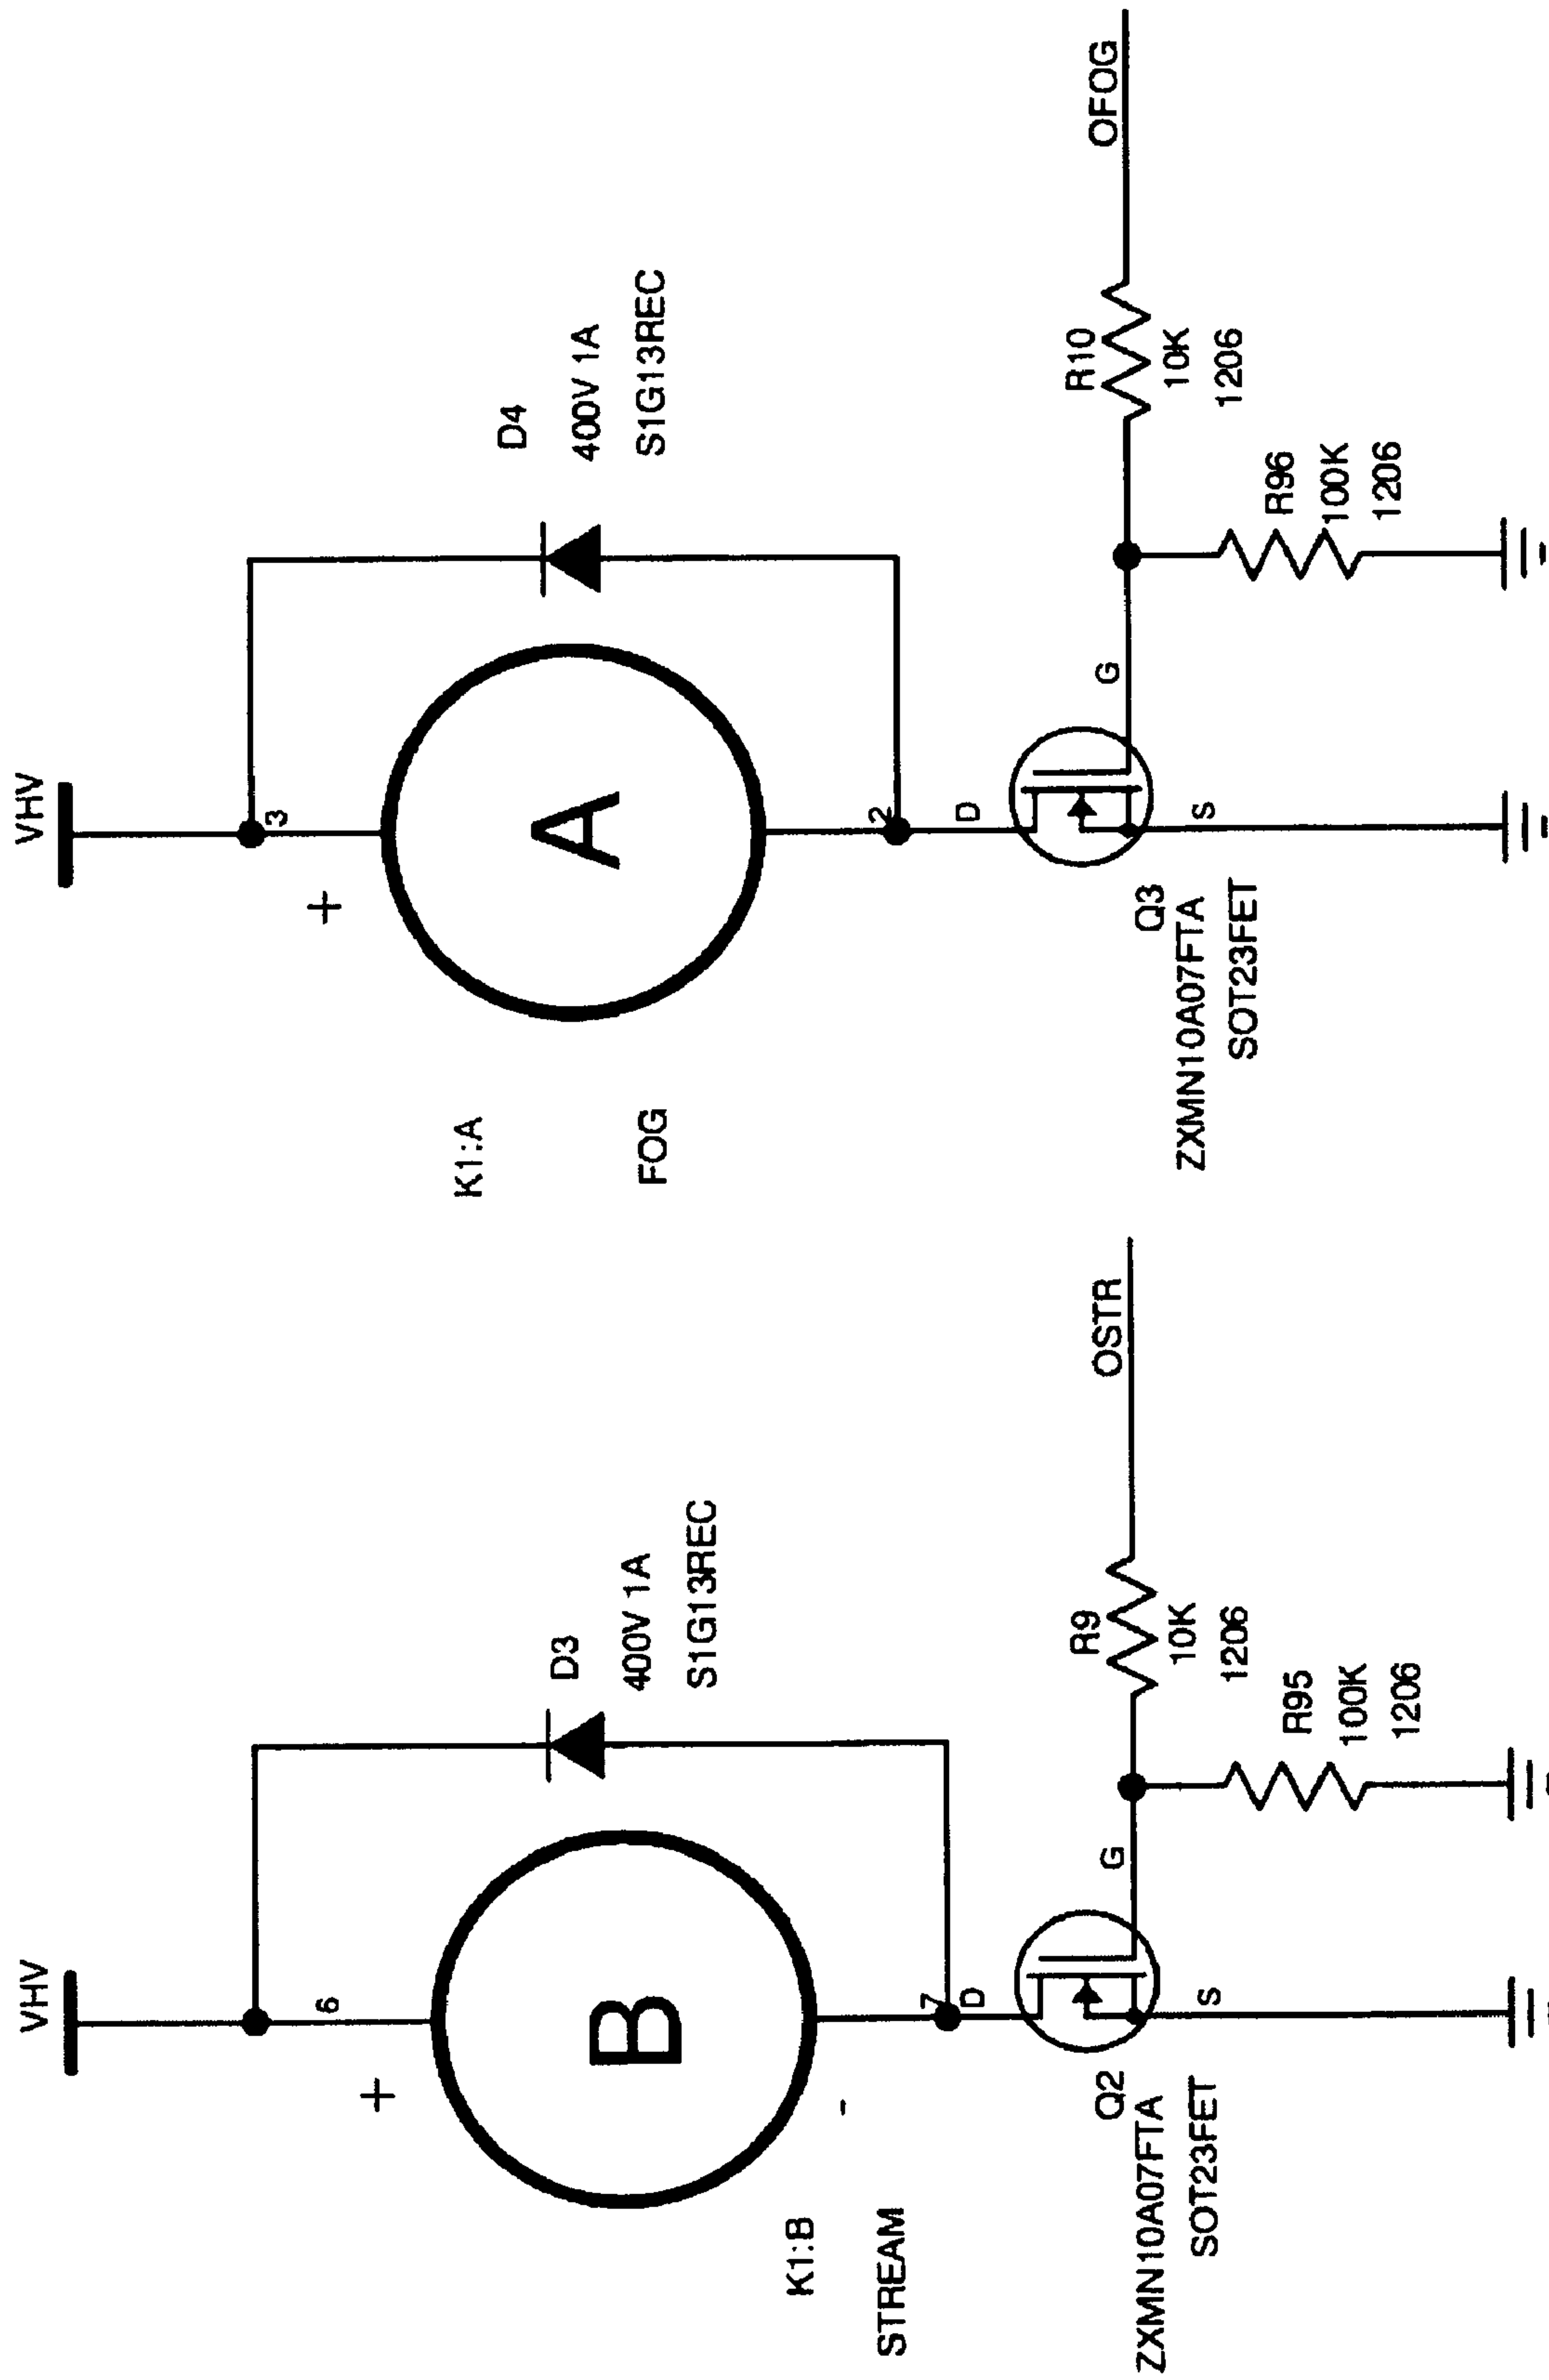 VHV
+
6
B
-
7
D
K1:B
STREAM
D3
400V 1A
S1G13REC
G
S
Q2
ZXMN10A07FTA
SOT23FET
R9
10K
1206
R95
100K
1206
OSTR
VHV
+
3
A
2
D
K1:A
FOG
D4
400V 1A
S1G13REC
G
S
Q3
ZXMN10A07FTA
SOT23FET
R10
10K
1206
R96
100K
1206
OFOG